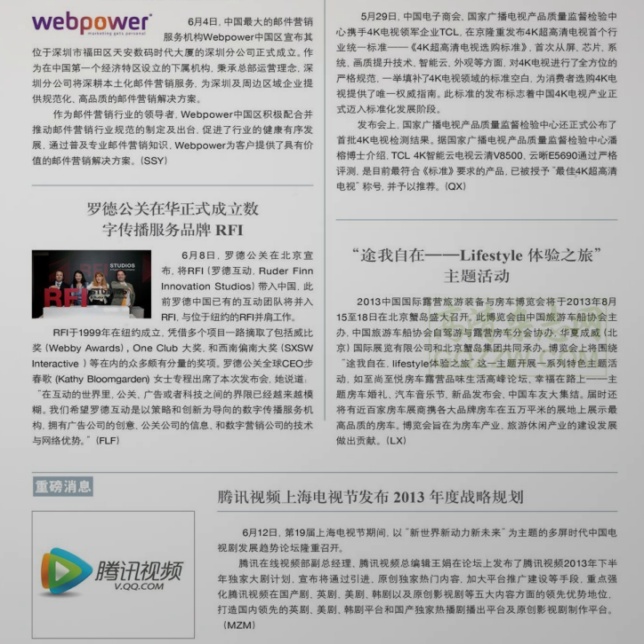 webpower
marketing gets personal
6月4日, 中国最大的邮件营销
服务机构Webpower中国区宣布其
位于深圳市福田区天安数码时代大厦的深圳分公司正式成立。作
为在中国第一个经济特区设立的下属机构, 秉承总部运营理念, 深
圳分公司将深耕本土化邮件营销服务, 为深圳及周边区域企业提
供规范化, 高品质的邮件营销解决方案。
作为邮件营销行业的领导者, Webpower中国区积极配合并
推动邮件营销行业规范的制定及出台, 促进了行业的健康有序发
展, 通过普及专业邮件营销知识, Webpower为客户提供了具有价
值的邮件营销解决方案。(SSY)
罗德公关在华正式成立数
字传播服务品牌 RFI
STUDIOS
RFI
6月8日, 罗德公关在北京宣
布, 将RFI (罗德互动, Ruder Finn
Innovation Studios) 带入中国, 此
前罗德中国已有的互动团队将并入
RFI, 与位于纽约的RFI并肩工作。
RFI于1999年在纽约成立, 凭借多个项目一路摘取了包括威比
奖 (Webby Awards), One Club 大奖, 和西南偏南大奖 (SXSW
Interactive ) 等在内的众多颇有分量的奖项。罗德公关全球CEO步
春歌 (Kathy Bloomgarden) 女士专程出席了本次发布会, 她说道,
“在互动的世界里, 公关, 广告或者科技之间的界限已经越来越模
糊。我们希望罗德互动是以策略和创新为导向的数字传播服务机
构, 拥有广告公司的创意, 公关公司的信息, 和数字营销公司的技术
与网络优势。”(FLF)
5月29日, 中国电子商会, 国家广播电视产品质量监督检验中
心携手4K电视领军企业TCL, 在京隆重发布4K超高清电视首个行
业统一标准——《4K超高清电视选购标准》, 首次从屏, 芯片, 系
统, 画质提升技术, 智能云, 外观等方面, 对4K电视进行了全方位的
严格规范, 一举填补了4K电视领域的标准空白, 为消费者选购4K电
视提供了唯一权威指南。此标准的发布标志着中国4K电视产业正
式迈入标准化发展阶段。
发布会上, 国家广播电视产品质量监督检验中心还正式公布了
首批4K电视检测结果。据国家广播电视产品质量监督检验中心潘
榕博士介绍, TCL 4K智能云电视云清V8500, 云晰E5690通过严格
评测, 是目前最符合《标准》要求的产品, 已被授予“最佳4K超高清
电视”称号, 并予以推荐。(QX)
“途我自在——Lifestyle 体验之旅”
主题活动
2013中国国际露营旅游装备与房车博览会将于2013年8月
15至18日在北京蟹岛盛大召开, 此博览会由中国旅游车船协会主
办, 中国旅游车船协会自驾游与露营房车分会协办, 华夏成威 (北
京) 国际展览有限公司和北京蟹岛集团共同承办。博览会上将围绕
“途我自在, lifestyle体验之旅”这一主题开展一系列特色主题活
动, 如至尚至悦房车露营品味生活高峰论坛, 幸福在路上——主
题房车婚礼, 汽车音乐节, 新品发布会, 中国车友大集结。届时还
将有近百家房车展商携各大品牌房车在五万平米的展地上展示最
高品质的房车。博览会旨在为房车产业, 旅游休闲产业的建设发展
做出贡献。(LX)
重磅消息
腾讯视频上海电视节发布 2013 年度战略规划
腾讯视频
V.QQ.COM
6月12日, 第19届上海电视节期间, 以“新世界新动力新未来”为主题的多屏时代中国电
视剧发展趋势论坛隆重召开。
腾讯在线视频部副总经理, 腾讯视频总编辑王娟在论坛上发布了腾讯视频2013年下半
年独家大剧计划, 宣布将通过引进, 原创独家热门内容, 加大平台推广建设等手段, 重点强
化腾讯视频在国产剧, 英剧, 美剧, 韩剧以及原创影视剧等五大内容方面的领先优势地位,
打造国内领先的英剧, 美剧, 韩剧平台和国产独家热播剧播出平台及原创影视剧制作平台。
(MZM)